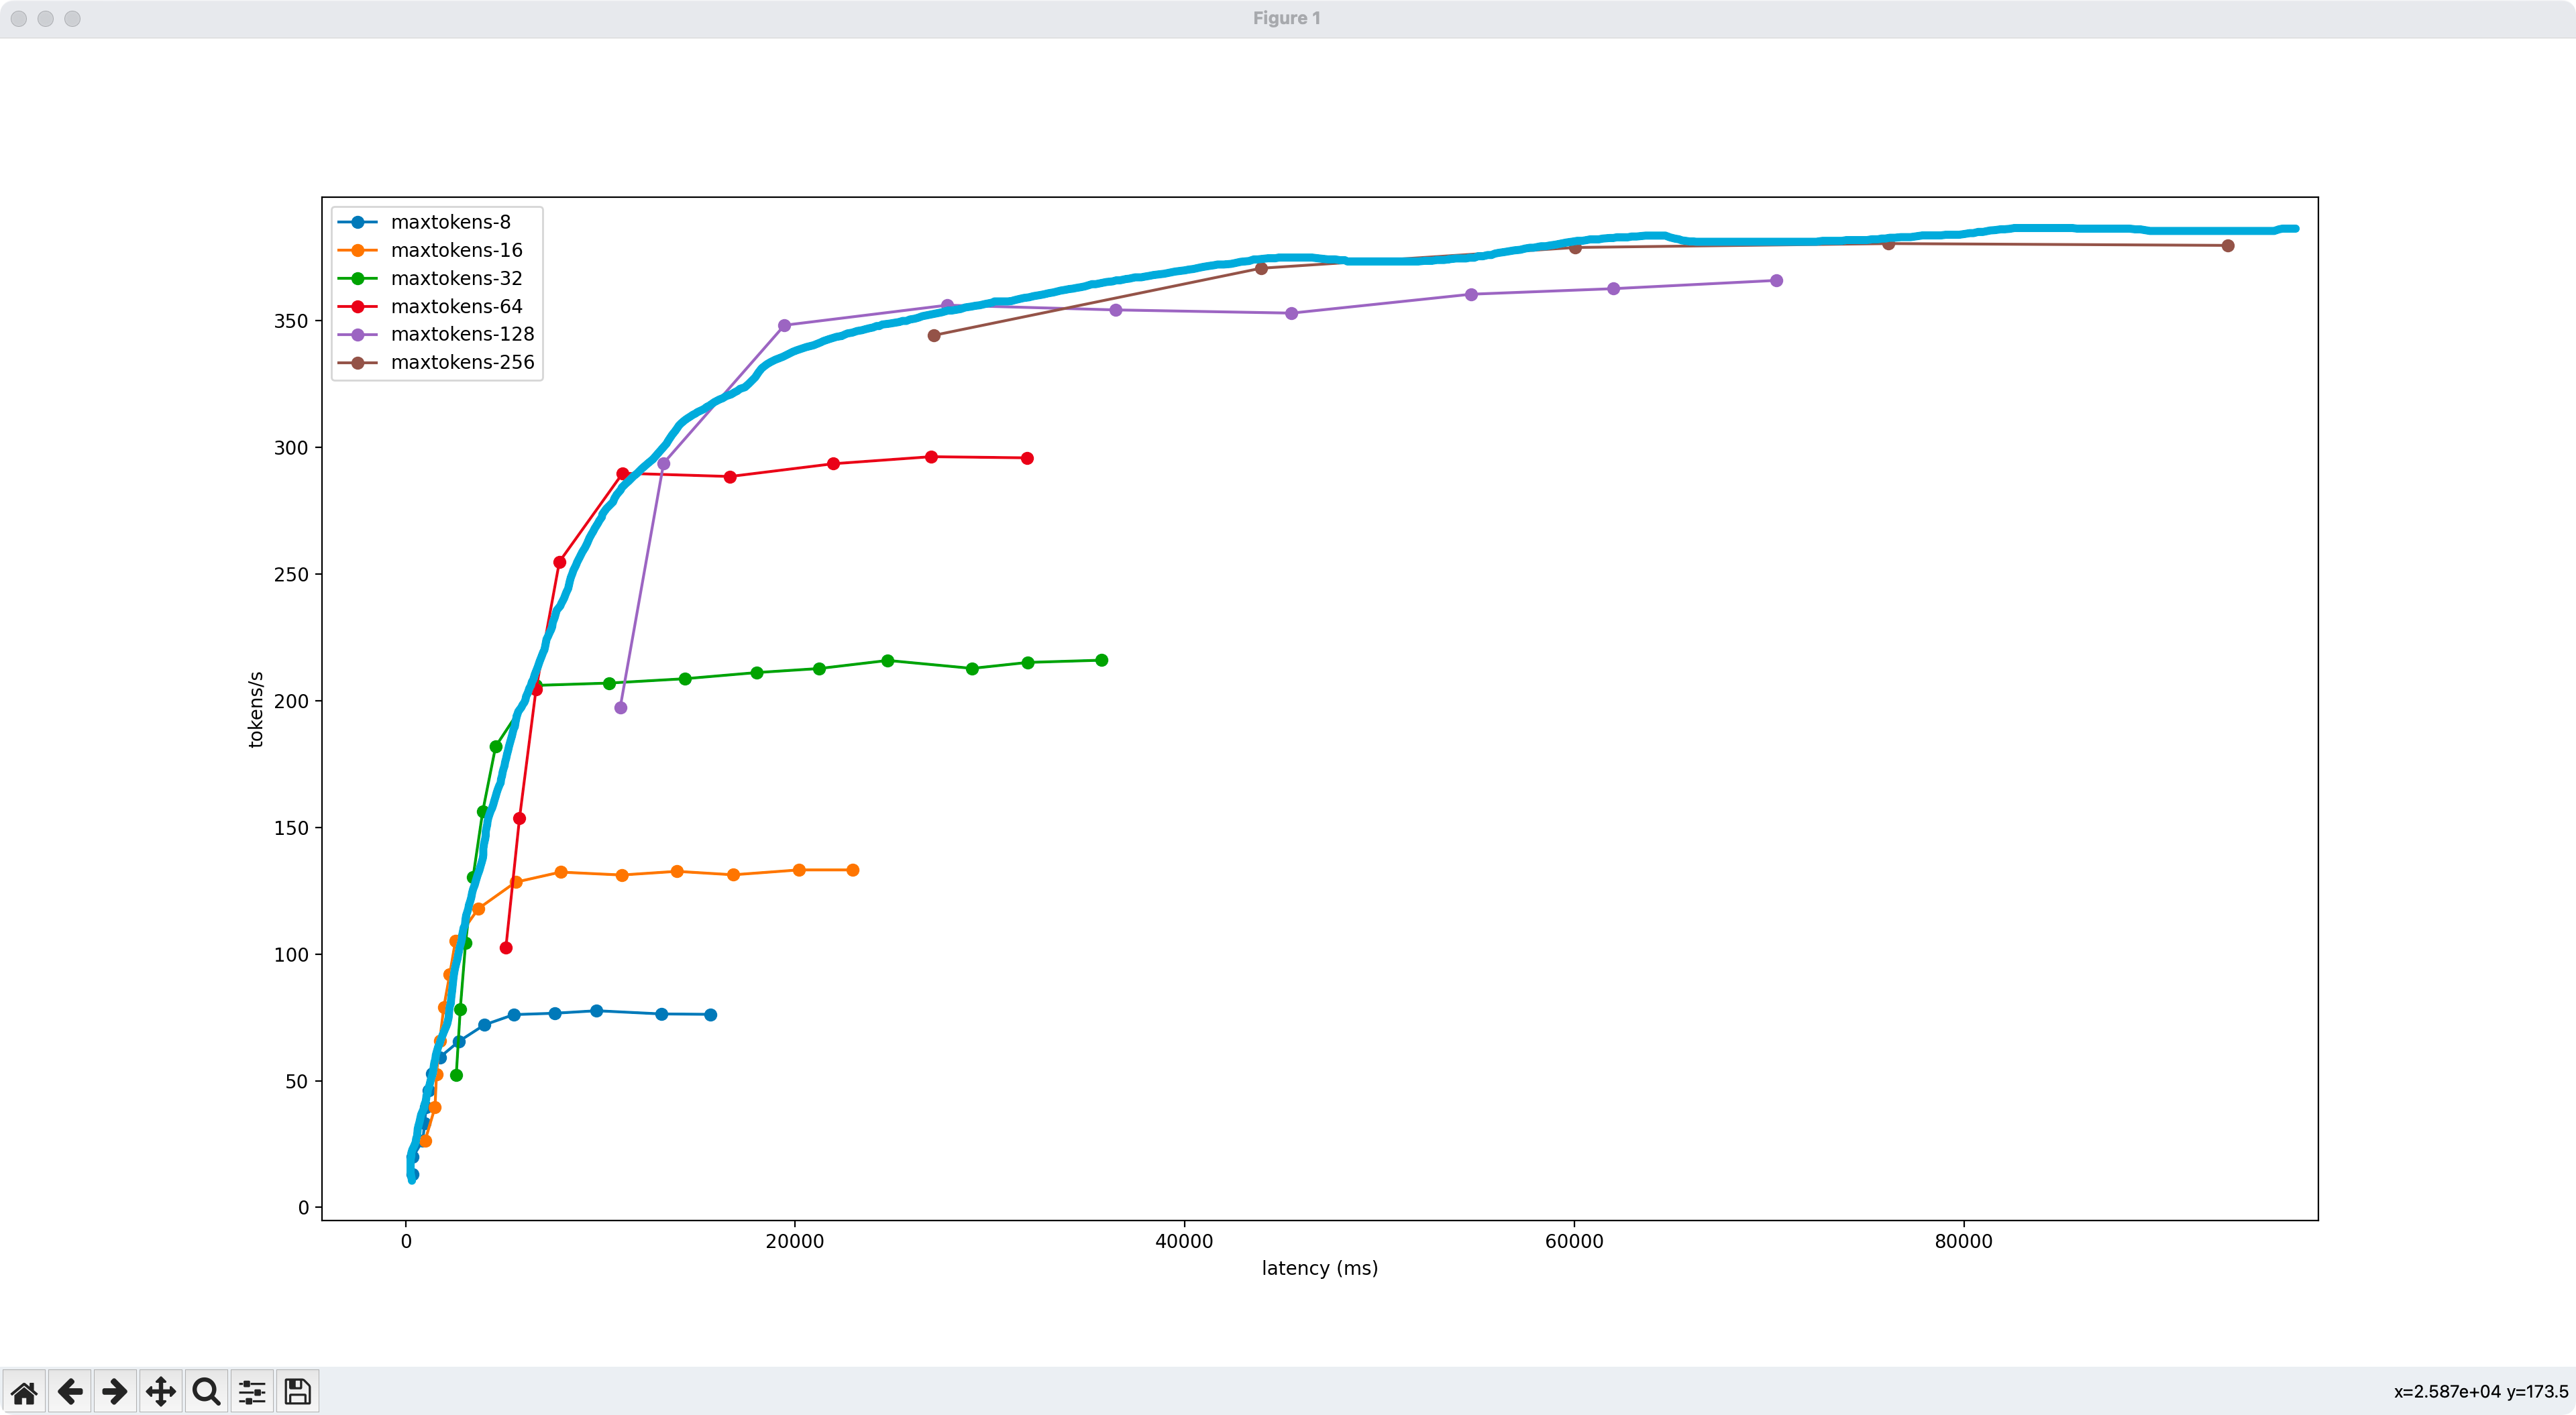 Figure 1
maxtokens-8
maxtokens-16
maxtokens-32
maxtokens-64
maxtokens-128
maxtokens-256
350
300
250
200
150
100
50
0
tokens/s
0 20000 40000 60000 80000
latency (ms)
x=2.587e+04 y=173.5